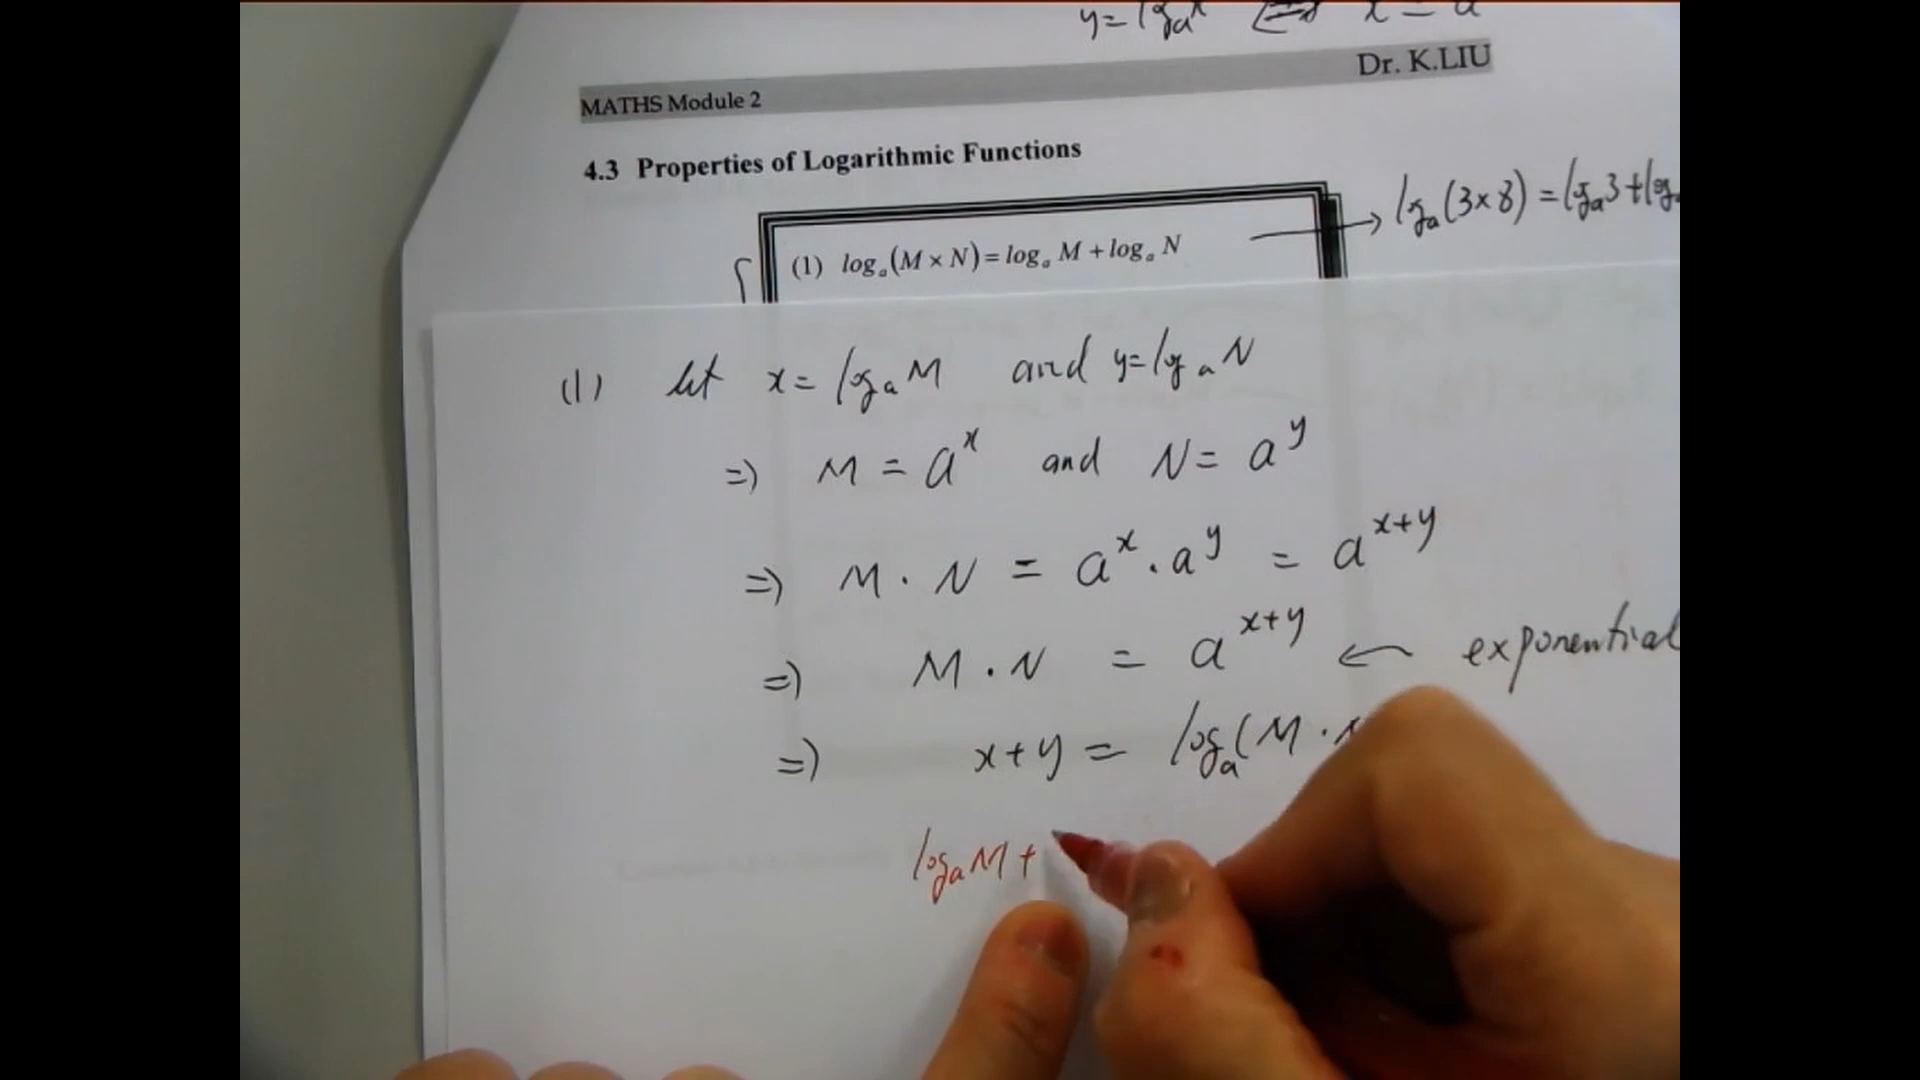 y = log_a x ⟺ x = a
Dr. K.LIU
MATHS Module 2
4.3 Properties of Logarithmic Functions
(1) log_a (M × N) = log_a M + log_a N
→ log_a (3×8) = log_a 3 + log
(1) let x = log_a M and y = log_a N
⇒ M = a^x and N = a^y
⇒ M · N = a^x · a^y = a^{x+y}
⇒ M · N = a^{x+y} ← exponential
⇒ x+y = log_a (M ·
log_a M +